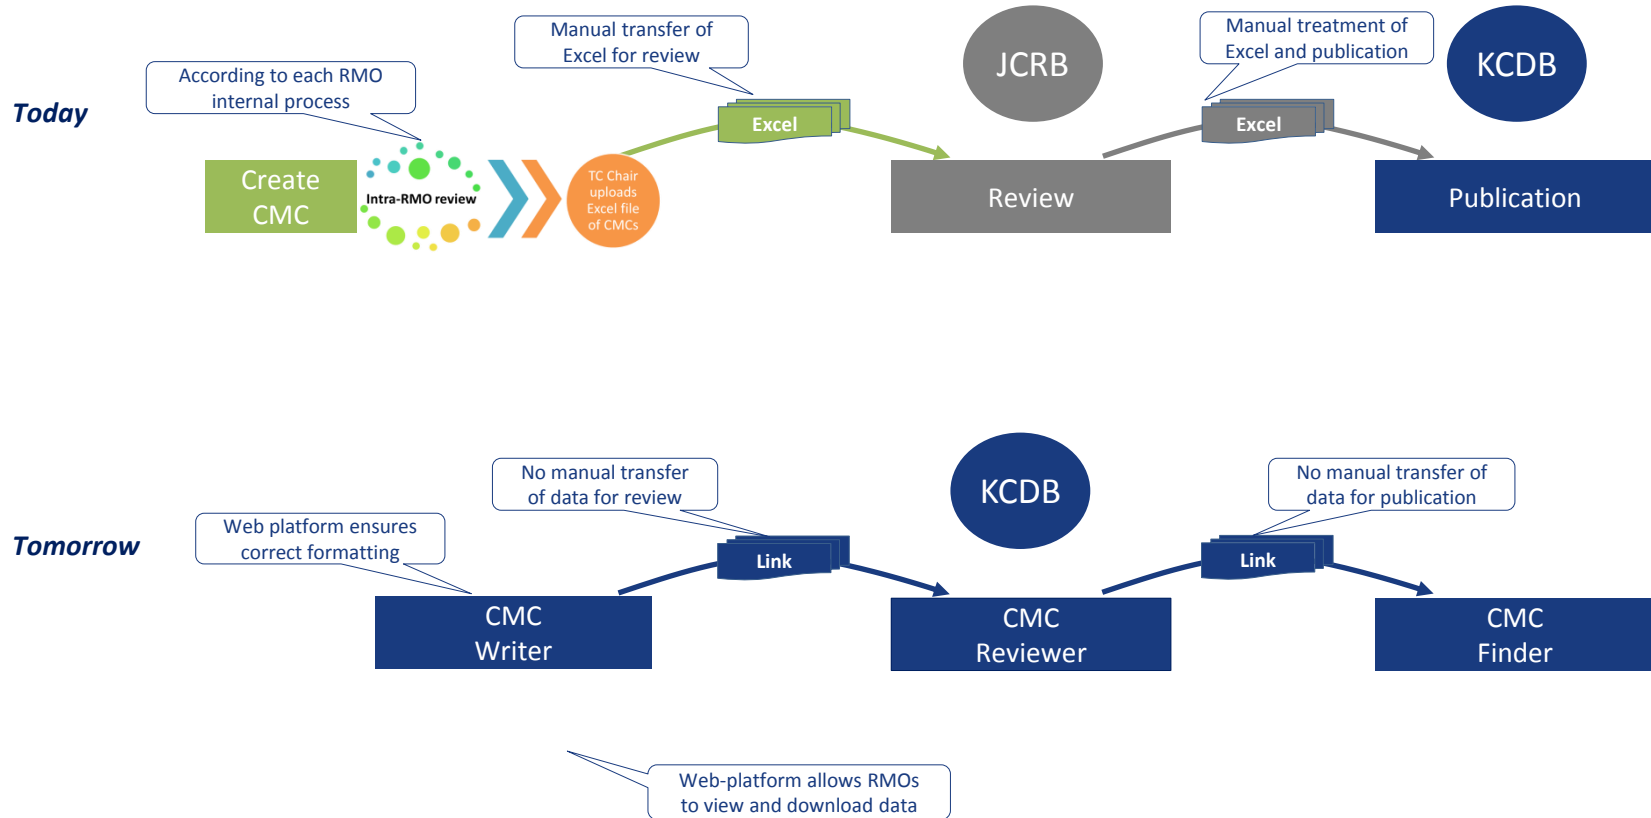 Today
According to each RMO
internal process
Manual transfer of
Excel for review
JCRB
Manual treatment of
Excel and publication
KCDB
Excel
Excel
Create
CMC
Intra-RMO review
TC Chair
uploads
Excel file
of CMCs
Review
Publication
Tomorrow
Web platform ensures
correct formatting
No manual transfer
of data for review
KCDB
No manual transfer of
data for publication
Link
Link
CMC
Writer
CMC
Reviewer
CMC
Finder
Web-platform allows RMOs
to view and download data